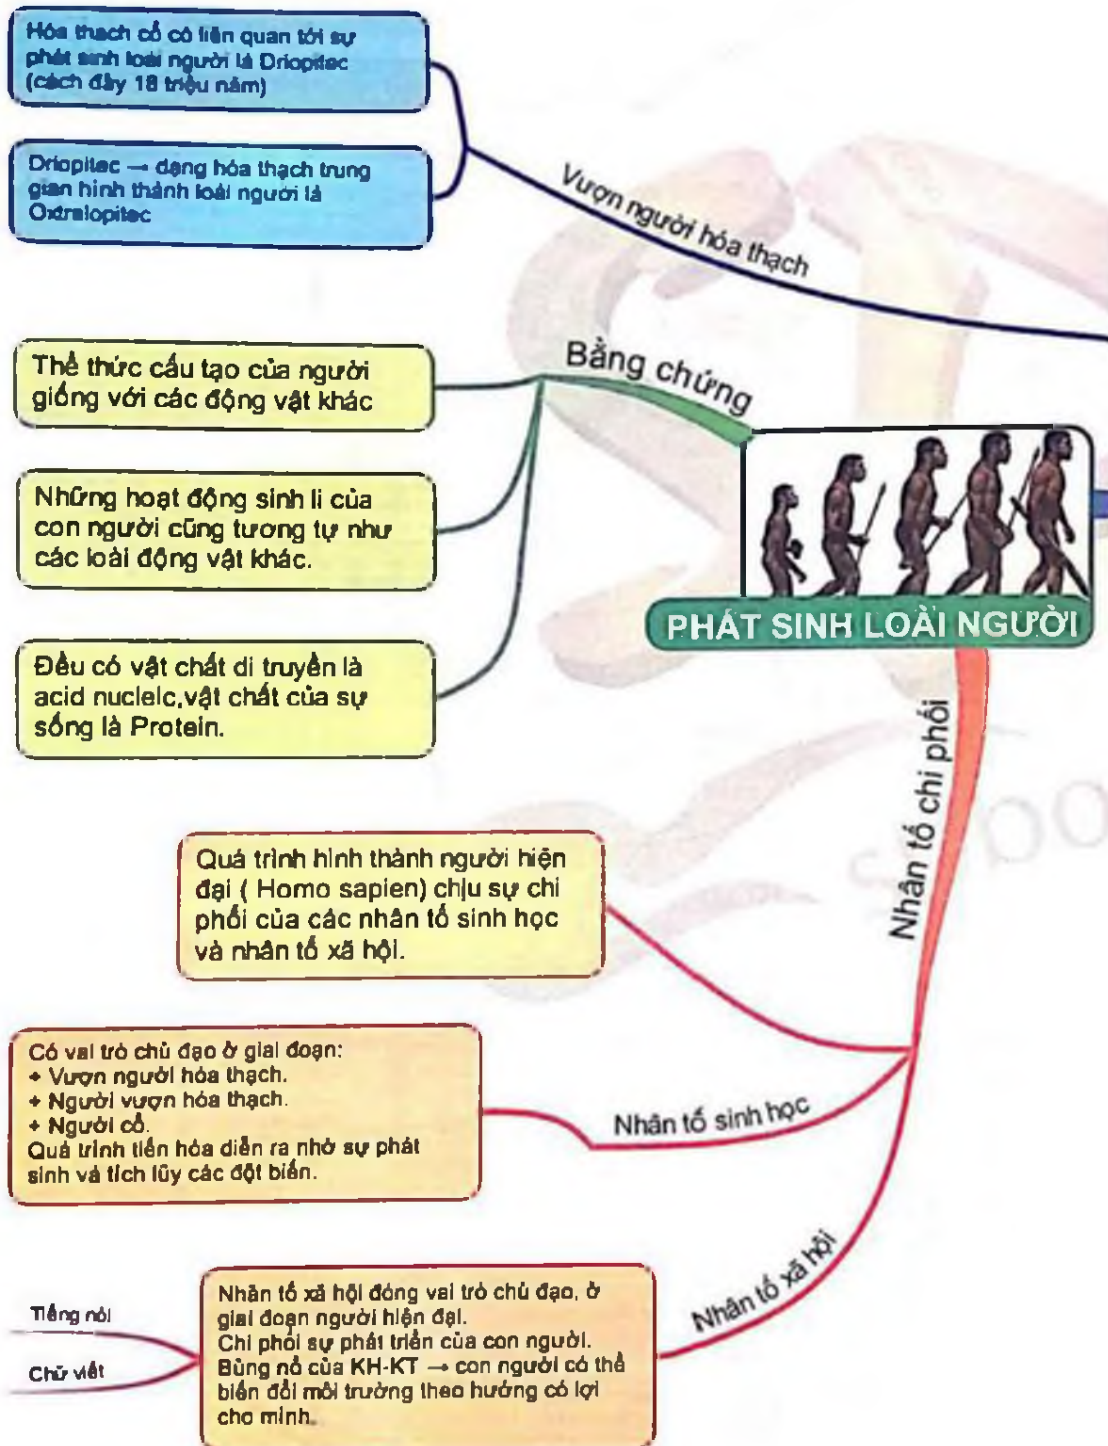 Hóa thạch cổ có liên quan tới sự
phát sinh loài người là Driopitec
(cách đây 18 triệu năm)
Driopitec → dạng hóa thạch trung
gian hình thành loài người là
Oxtralopitec
Vượn người hóa thạch
Bằng chứng
Thể thức cấu tạo của người
giống với các động vật khác
Những hoạt động sinh lí của
con người cũng tương tự như
các loài động vật khác.
Đều có vật chất di truyền là
acid nucleic,vật chất của sự
sống là Protein.
PHÁT SINH LOÀI NGƯỜI
Nhân tố chi phối
Quá trình hình thành người hiện
đại ( Homo sapien) chịu sự chi
phối của các nhân tố sinh học
và nhân tố xã hội.
Có vai trò chủ đạo ở giai đoạn:
+ Vượn người hóa thạch.
+ Người vượn hóa thạch.
+ Người cổ.
Quá trình tiến hóa diễn ra nhờ sự phát
sinh và tích lũy các đột biến.
Nhân tố sinh học
Nhân tố xã hội
Nhân tố xã hội đóng vai trò chủ đạo, ở
giai đoạn người hiện đại.
Chi phối sự phát triển của con người.
Bùng nổ của KH-KT → con người có thể
biến đổi môi trường theo hướng có lợi
cho mình.
Tiếng nói
Chữ viết